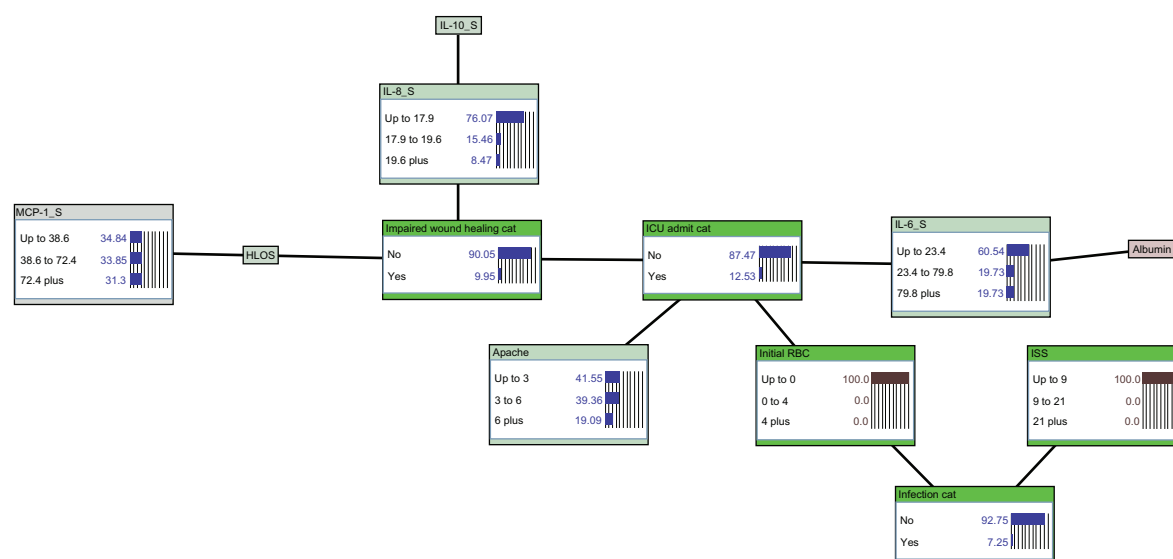 IL-10_S
IL-8_S
Up to 17.9 76.07
17.9 to 19.6 15.46
19.6 plus 8.47
MCP-1_S
Up to 38.6 34.84
38.6 to 72.4 33.85
72.4 plus 31.3
HLOS
Impaired wound healing cat
No 90.05
Yes 9.95
ICU admit cat
No 87.47
Yes 12.53
IL-6_S
Up to 23.4 60.54
23.4 to 79.8 19.73
79.8 plus 19.73
Albumin
Apache
Up to 3 41.55
3 to 6 39.36
6 plus 19.09
Initial RBC
Up to 0 100.0
0 to 4 0.0
4 plus 0.0
ISS
Up to 9 100.0
9 to 21 0.0
21 plus 0.0
Infection cat
No 92.75
Yes 7.25